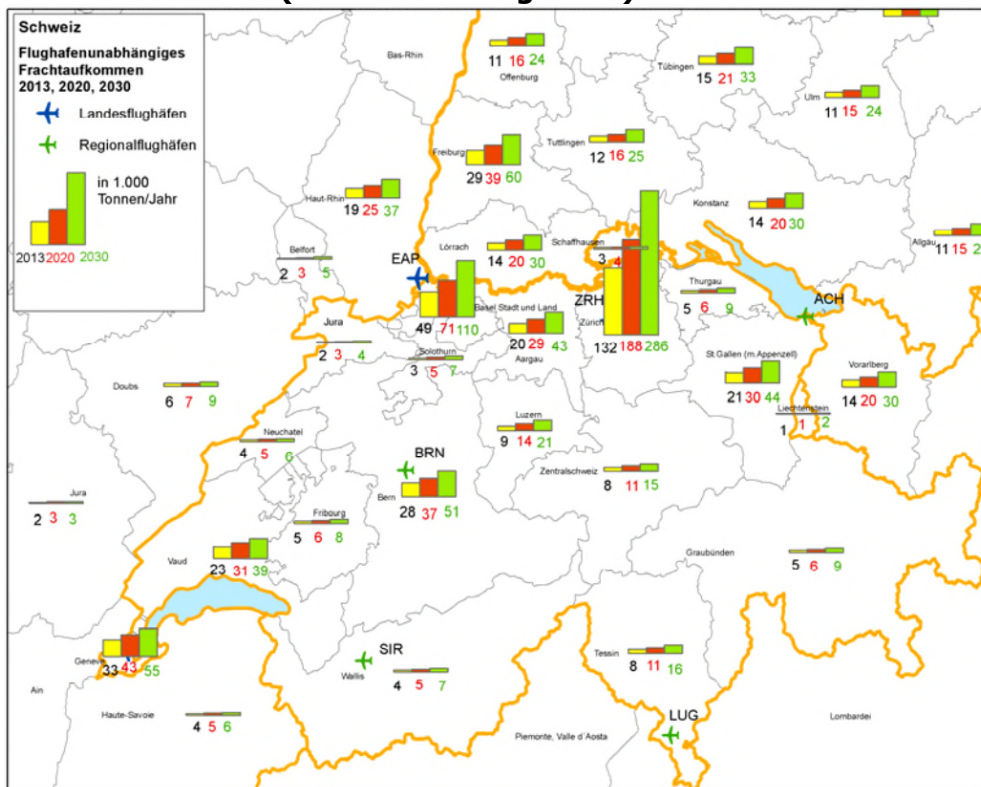 Schweiz
Flughafenunabhängiges
Frachtaufkommen
2013, 2020, 2030
Landesflughäfen
Regionalflughäfen
in 1.000
Tonnen/Jahr
2013 2020 2030
Bas-Rhin
11 16 24
Offenburg
Tübingen
15 21 33
Ulm
11 15 24
Freiburg
29 39 60
Tuttlingen
12 16 25
Haut-Rhin
19 25 37
Konstanz
14 20 30
Allgäu
11 15
Belfort
2 3 5
EAP
Lörrach
14 20 30
Schaffhausen
3 4
Thurgau
5 6 9
ACH
49 71 110
Basel Stadt und Land
20 29 43
Aargau
ZRH
Zürich
132 188 286
Jura
2 3 4
Solothurn
3 5 7
St.Gallen (m.Appenzell)
21 30 44
Vorarlberg
14 20 30
Liechtenstein
1 1 2
Doubs
6 7 9
Luzern
9 14 21
Neuchatel
4 5 6
BRN
Bern
28 37 51
Zentralschweiz
8 11 15
Jura
2 3 3
Fribourg
5 6 8
Vaud
23 31 39
Graubünden
5 6 9
Geneve
33 43 55
SIR
Wallis
4 5 7
Tessin
8 11 16
Ain
Haute-Savoie
4 5 6
LUG
Piemonte, Valle d´Aosta
Lombardei